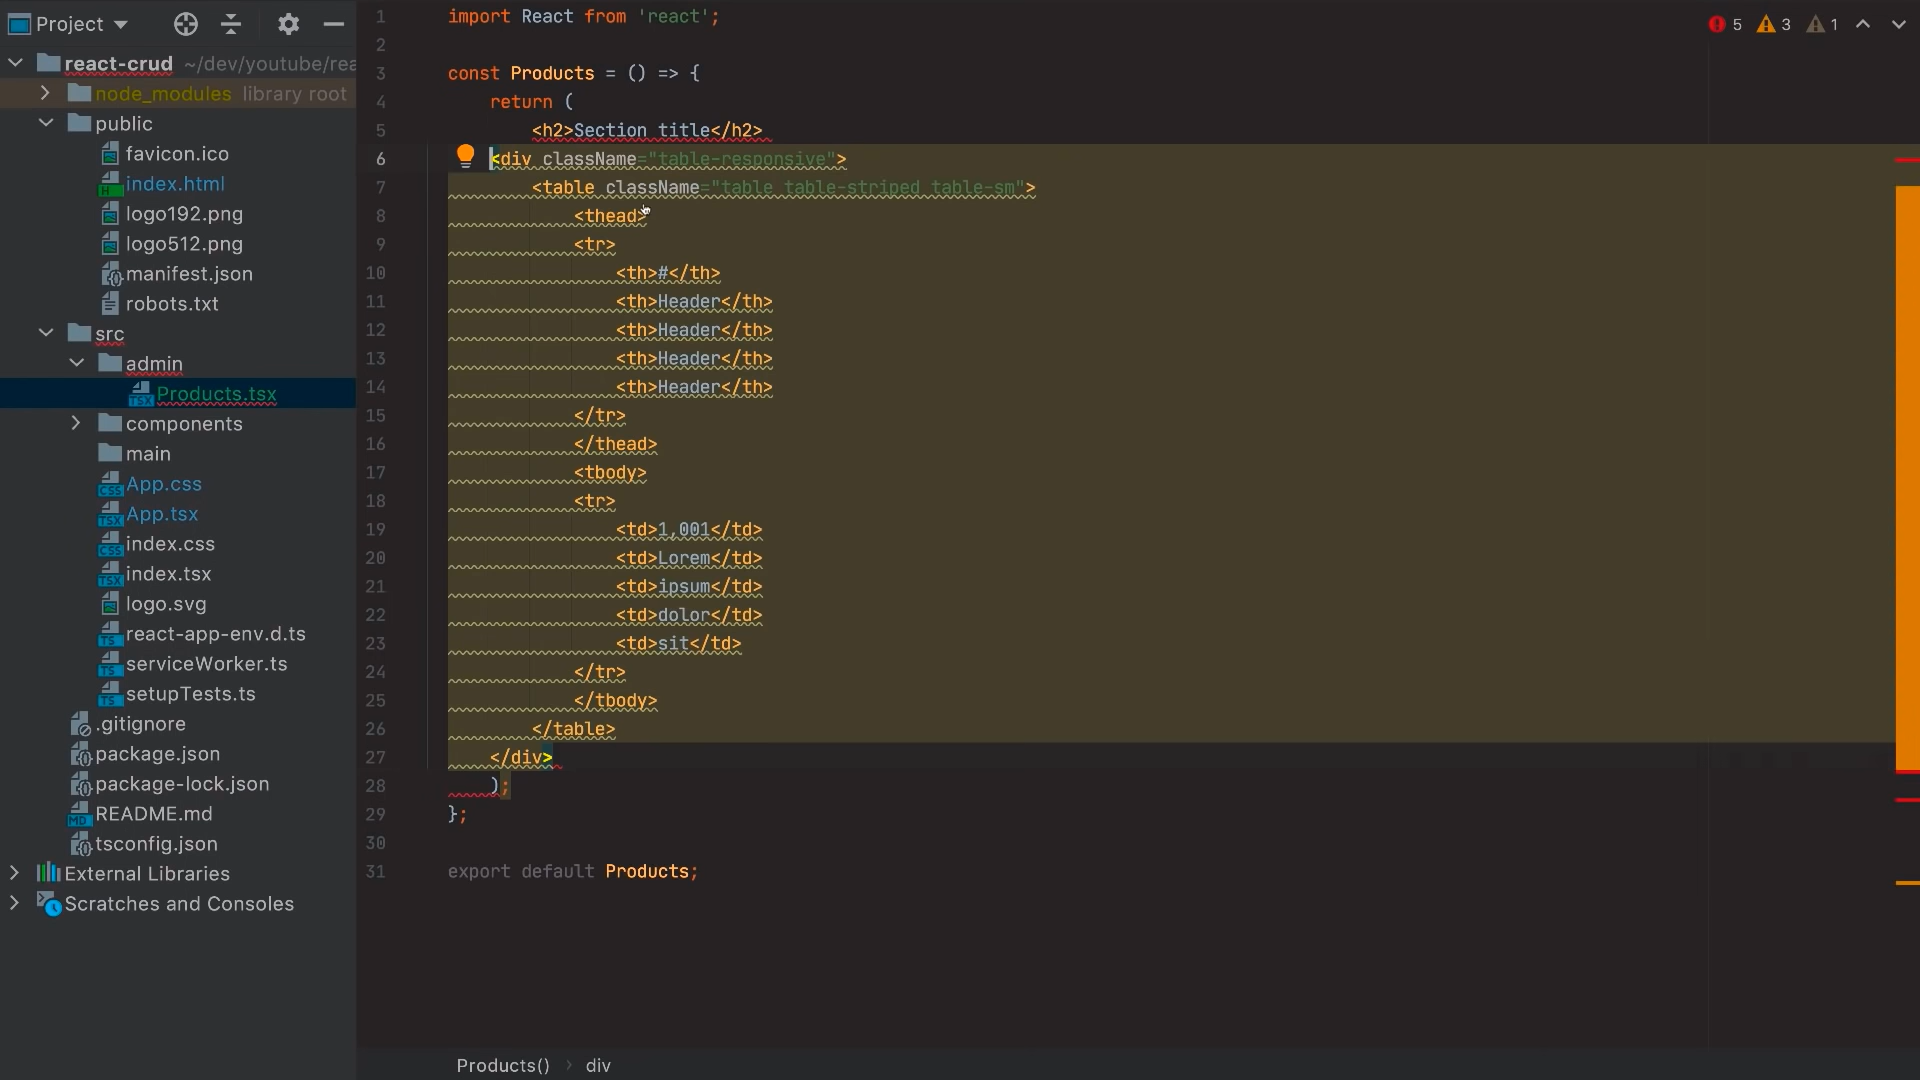 Project
react-crud ~/dev/youtube/rea
node_modules library root
public
favicon.ico
index.html
logo192.png
logo512.png
manifest.json
robots.txt
src
admin
Products.tsx
components
main
App.css
App.tsx
index.css
index.tsx
logo.svg
react-app-env.d.ts
serviceWorker.ts
setupTests.ts
.gitignore
package.json
package-lock.json
README.md
tsconfig.json
External Libraries
Scratches and Consoles
5 3 1
1 import React from 'react';
2
3 const Products = () => {
4 return (
5 <h2>Section title</h2>
6 <div className="table-responsive">
7 <table className="table table-striped table-sm">
8 <thead>
9 <tr>
10 <th>#</th>
11 <th>Header</th>
12 <th>Header</th>
13 <th>Header</th>
14 <th>Header</th>
15 </tr>
16 </thead>
17 <tbody>
18 <tr>
19 <td>1,001</td>
20 <td>Lorem</td>
21 <td>ipsum</td>
22 <td>dolor</td>
23 <td>sit</td>
24 </tr>
25 </tbody>
26 </table>
27 </div>
28 );
29 };
30
31 export default Products;
Products() div